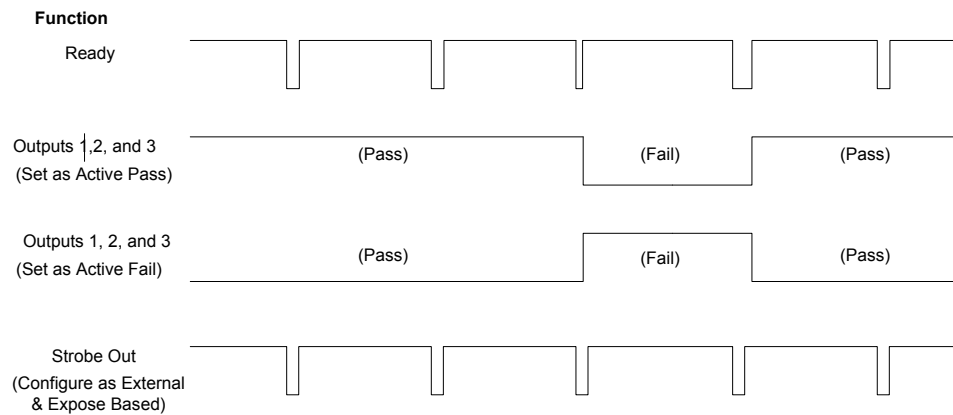 Function
Ready
Outputs 1,2, and 3
(Set as Active Pass)
(Pass)
(Fail)
(Pass)
Outputs 1, 2, and 3
(Set as Active Fail)
(Pass)
(Fail)
(Pass)
Strobe Out
(Configure as External
& Expose Based)